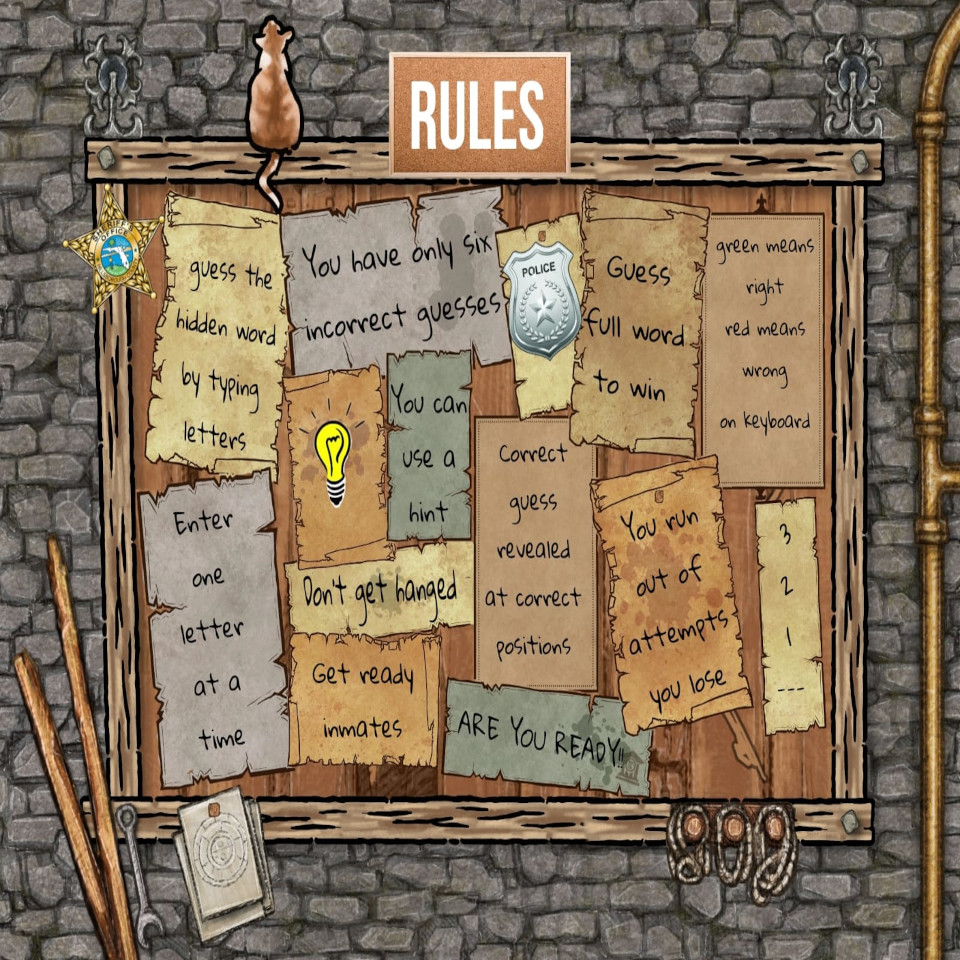 RULES
SHERIFF'S
OFFICE
guess the
hidden word
by typing
letters
You have only six
incorrect guesses
POLICE
Guess
full word
to win
green means
right
red means
wrong
on keyboard
You can
use a
hint
Correct
guess
revealed
at correct
positions
Enter
one
letter
at a
time
Don't get hanged
Get ready
inmates
You run
out of
attempts
you lose
3
2
1
---
ARE YOU READY!!